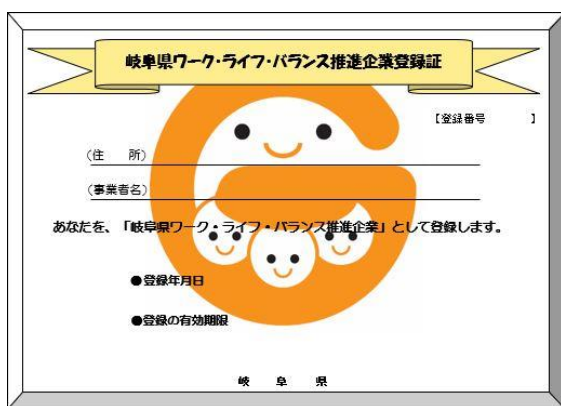 岐阜県ワーク・ライフ・バランス推進企業登録証
【登録番号　　　】
（住　所）
（事業者名）
あなたを、「岐阜県ワーク・ライフ・バランス推進企業」として登録します。
●登録年月日
●登録の有効期限
岐　阜　県